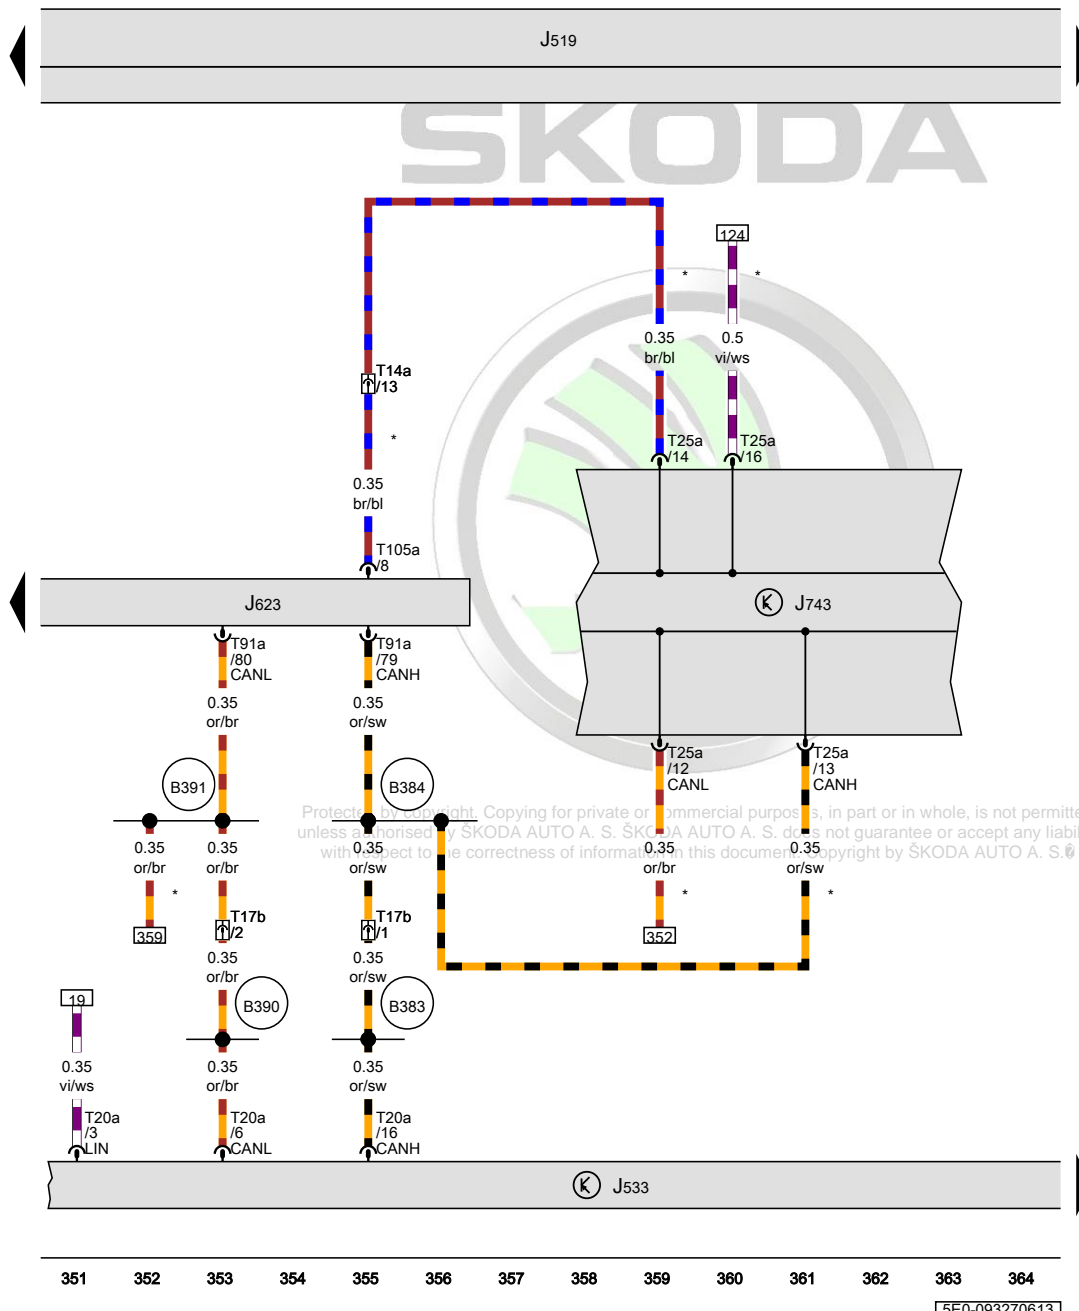 J519
SKODA
124
*
*
0.35
br/bl
0.5
vi/ws
T14a
/13
*
T25a
/14
T25a
/16
0.35
br/bl
T105a
/8
J623
J743
T91a
/80
CANL
T91a
/79
CANH
0.35
or/br
0.35
or/sw
T25a
/12
CANL
T25a
/13
CANH
B391
B384
Protected by copyright. Copying for private or commercial purposes, in part or in whole, is not permitte
unless authorised by ŠKODA AUTO A. S. ŠKODA AUTO A. S. does not guarantee or accept any liabil
with respect to the correctness of information in this document. Copyright by ŠKODA AUTO A. S.
0.35
or/br
0.35
or/br
0.35
or/sw
0.35
or/br
0.35
or/sw
*
*
*
T17b
/2
T17b
/1
359
352
0.35
or/br
0.35
or/sw
19
B390
B383
0.35
vi/ws
0.35
or/br
0.35
or/sw
T20a
/3
LIN
T20a
/6
CANL
T20a
/16
CANH
J533
351 352 353 354 355 356 357 358 359 360 361 362 363 364
5E0-093270613